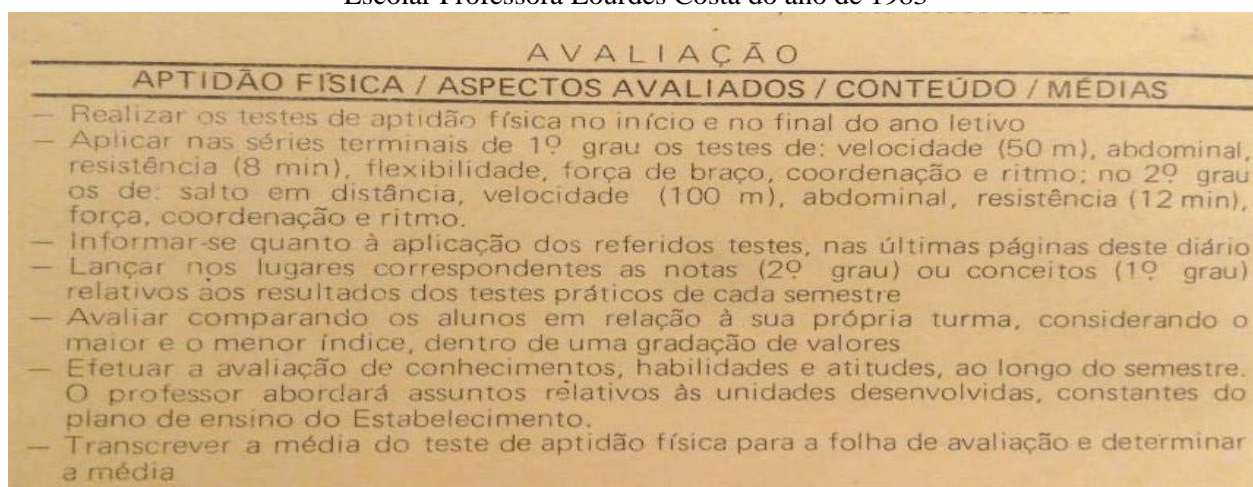 Escolar Professora Lourdes Costa do ano de 1985
AVALIAÇÃO
APTIDÃO FÍSICA / ASPECTOS AVALIADOS / CONTEÚDO / MÉDIAS
— Realizar os testes de aptidão física no início e no final do ano letivo
— Aplicar nas séries terminais de 1º grau os testes de: velocidade (50 m), abdominal,
resistência (8 min), flexibilidade, força de braço, coordenação e ritmo; no 2º grau
os de: salto em distância, velocidade (100 m), abdominal, resistência (12 min),
força, coordenação e ritmo.
— Informar-se quanto à aplicação dos referidos testes, nas últimas páginas deste diário
— Lançar nos lugares correspondentes as notas (2º grau) ou conceitos (1º grau)
relativos aos resultados dos testes práticos de cada semestre
— Avaliar comparando os alunos em relação à sua própria turma, considerando o
maior e o menor índice, dentro de uma gradação de valores
— Efetuar a avaliação de conhecimentos, habilidades e atitudes, ao longo do semestre.
O professor abordará assuntos relativos às unidades desenvolvidas, constantes do
plano de ensino do Estabelecimento.
— Transcrever a média do teste de aptidão física para a folha de avaliação e determinar
a média